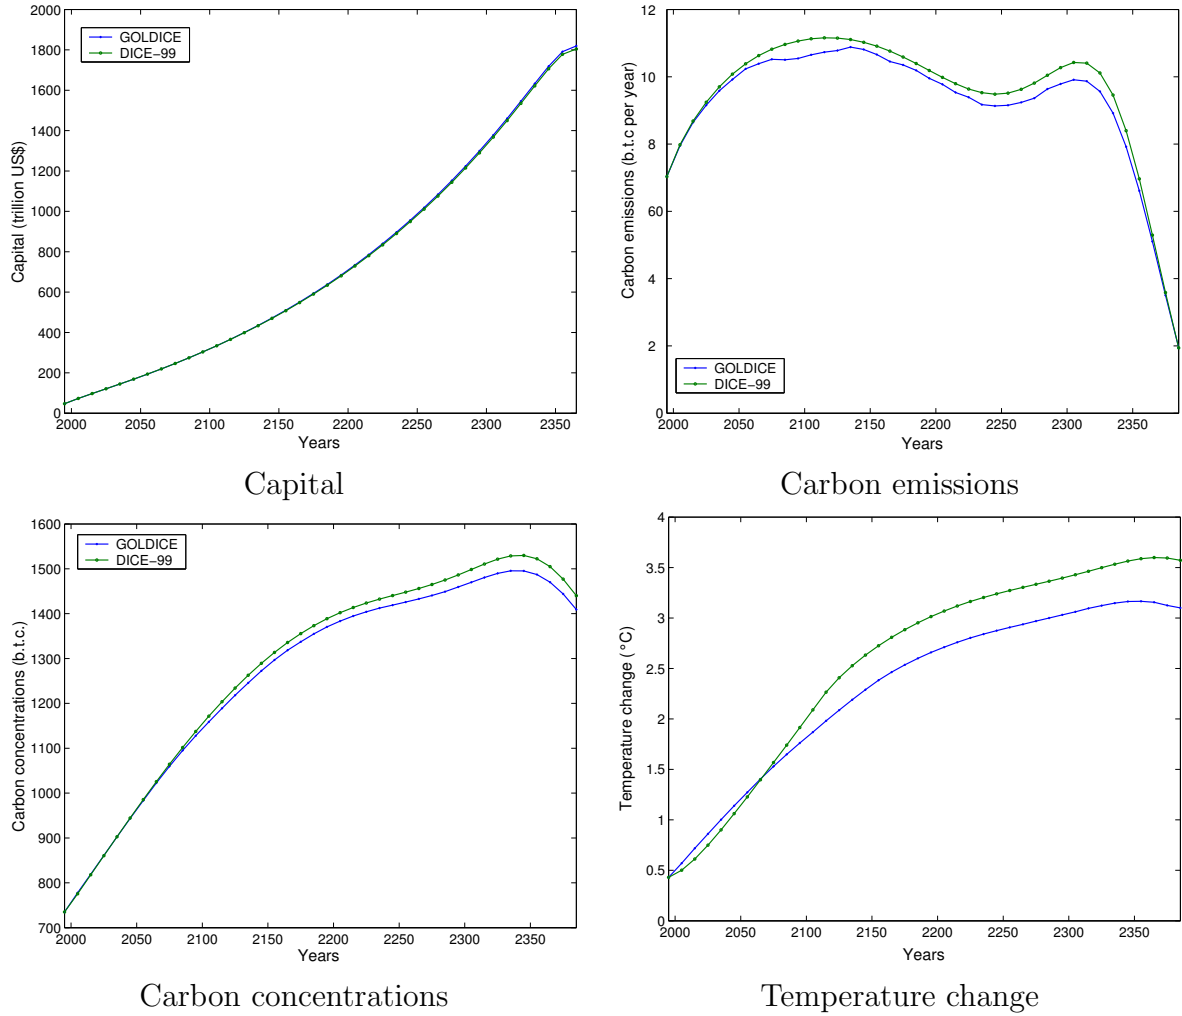 2000
1800
1600
1400
1200
1000
800
600
400
200
0
Capital (trillion US$)
GOLDICE
DICE−99
2000 2050 2100 2150 2200 2250 2300 2350
Years
Capital
12
10
8
60
4
2
0
Carbon emissions (b.t.c per year)
GOLDICE
DICE−99
2000 2050 2100 2150 2200 2250 2300 2350
Years
Carbon emissions
1600
1500
1400
1300
1200
1100
1000
900
800
700
Carbon concentrations (b.t.c.)
GOLDICE
DICE−99
2000 2050 2100 2150 2200 2250 2300 2350
Years
Carbon concentrations
4
3.5
3
2.5
2
1.5
1
0.5
0
Temperature change ( °C)
2000 2050 2100 2150 2200 2250 2300 2350
Years
Temperature change